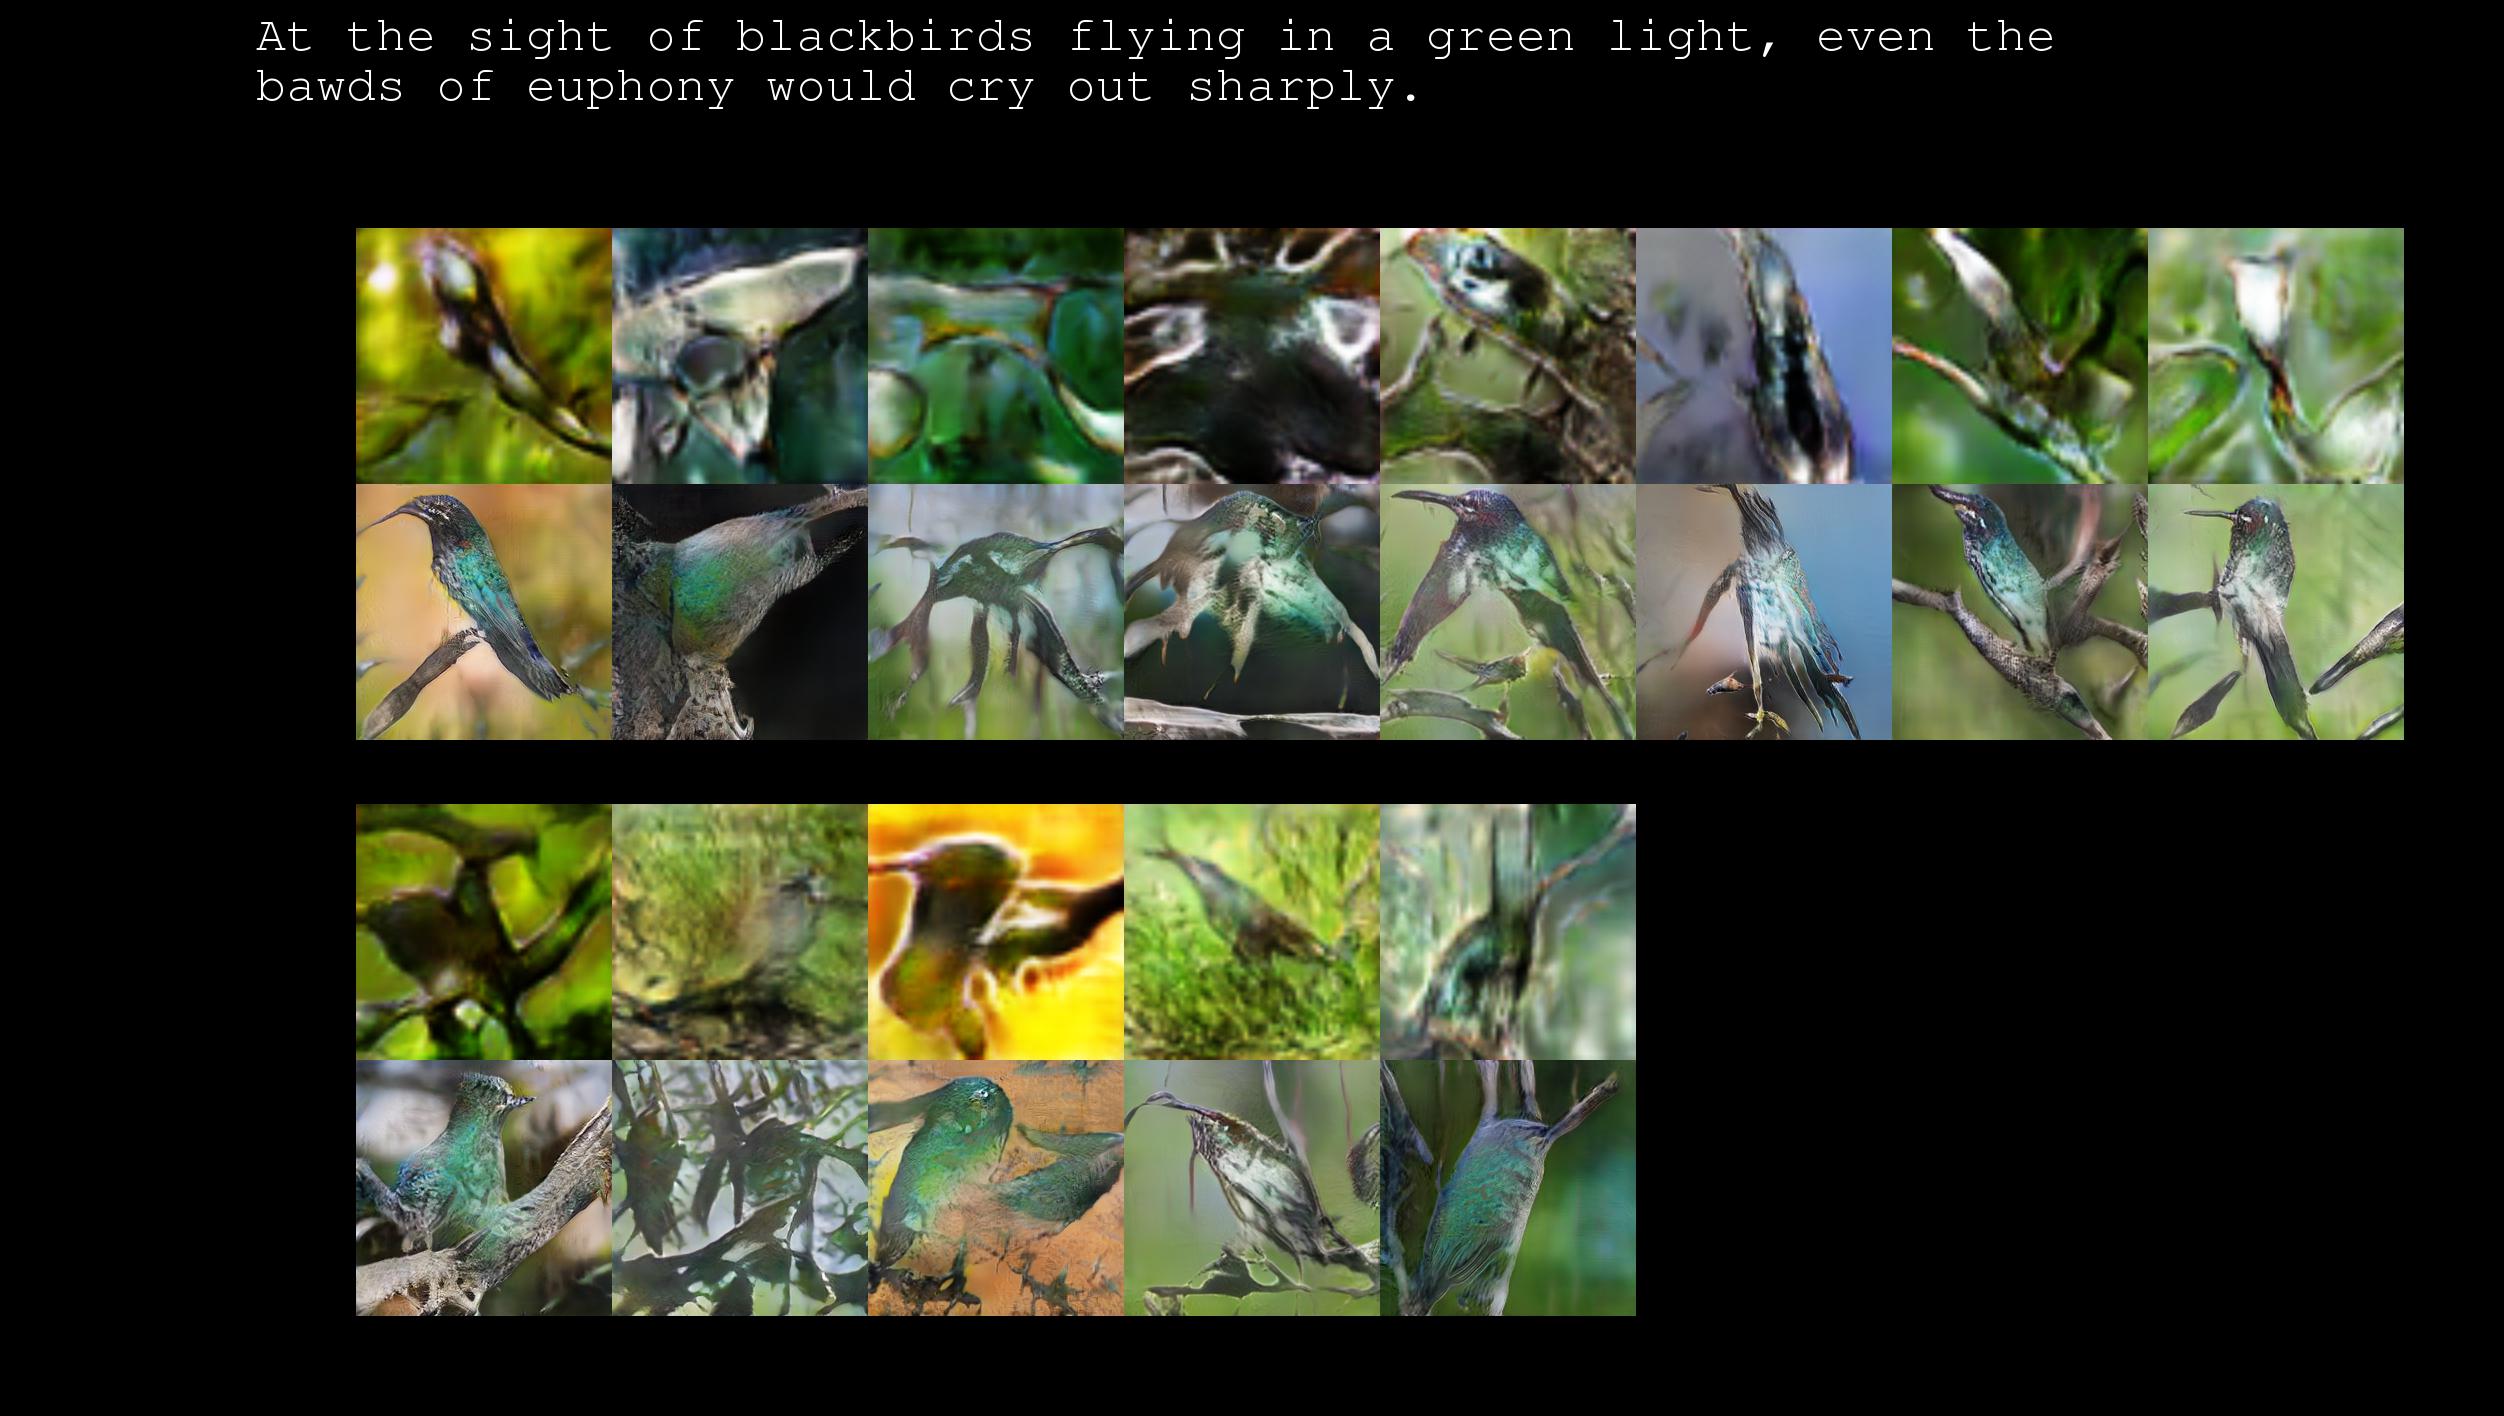 At the sight of blackbirds flying in a green light, even the
bawds of euphony would cry out sharply.